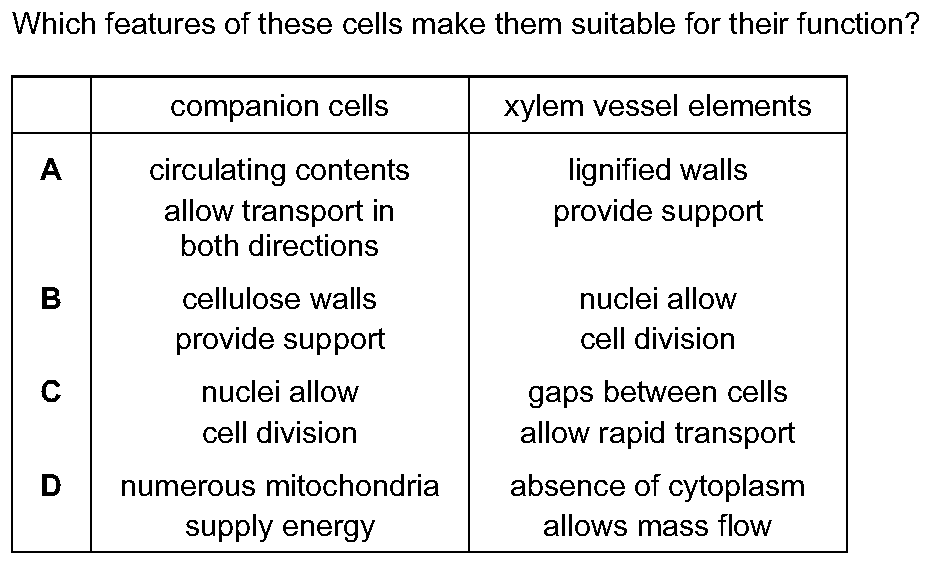 Which features of these cells make them suitable for their function?
companion cells xylem vessel elements
A circulating contents lignified walls
allow transport in provide support
both directions
B cellulose walls nuclei allow
provide support cell division
C nuclei allow gaps between cells
cell division allow rapid transport
D numerous mitochondria absence of cytoplasm
supply energy allows mass flow